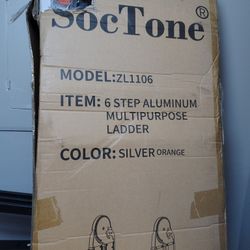 SocTone®
MODEL:ZL1106
ITEM: 6 STEP ALUMINUM
MULTIPURPOSE
LADDER
COLOR: SILVER ORANGE